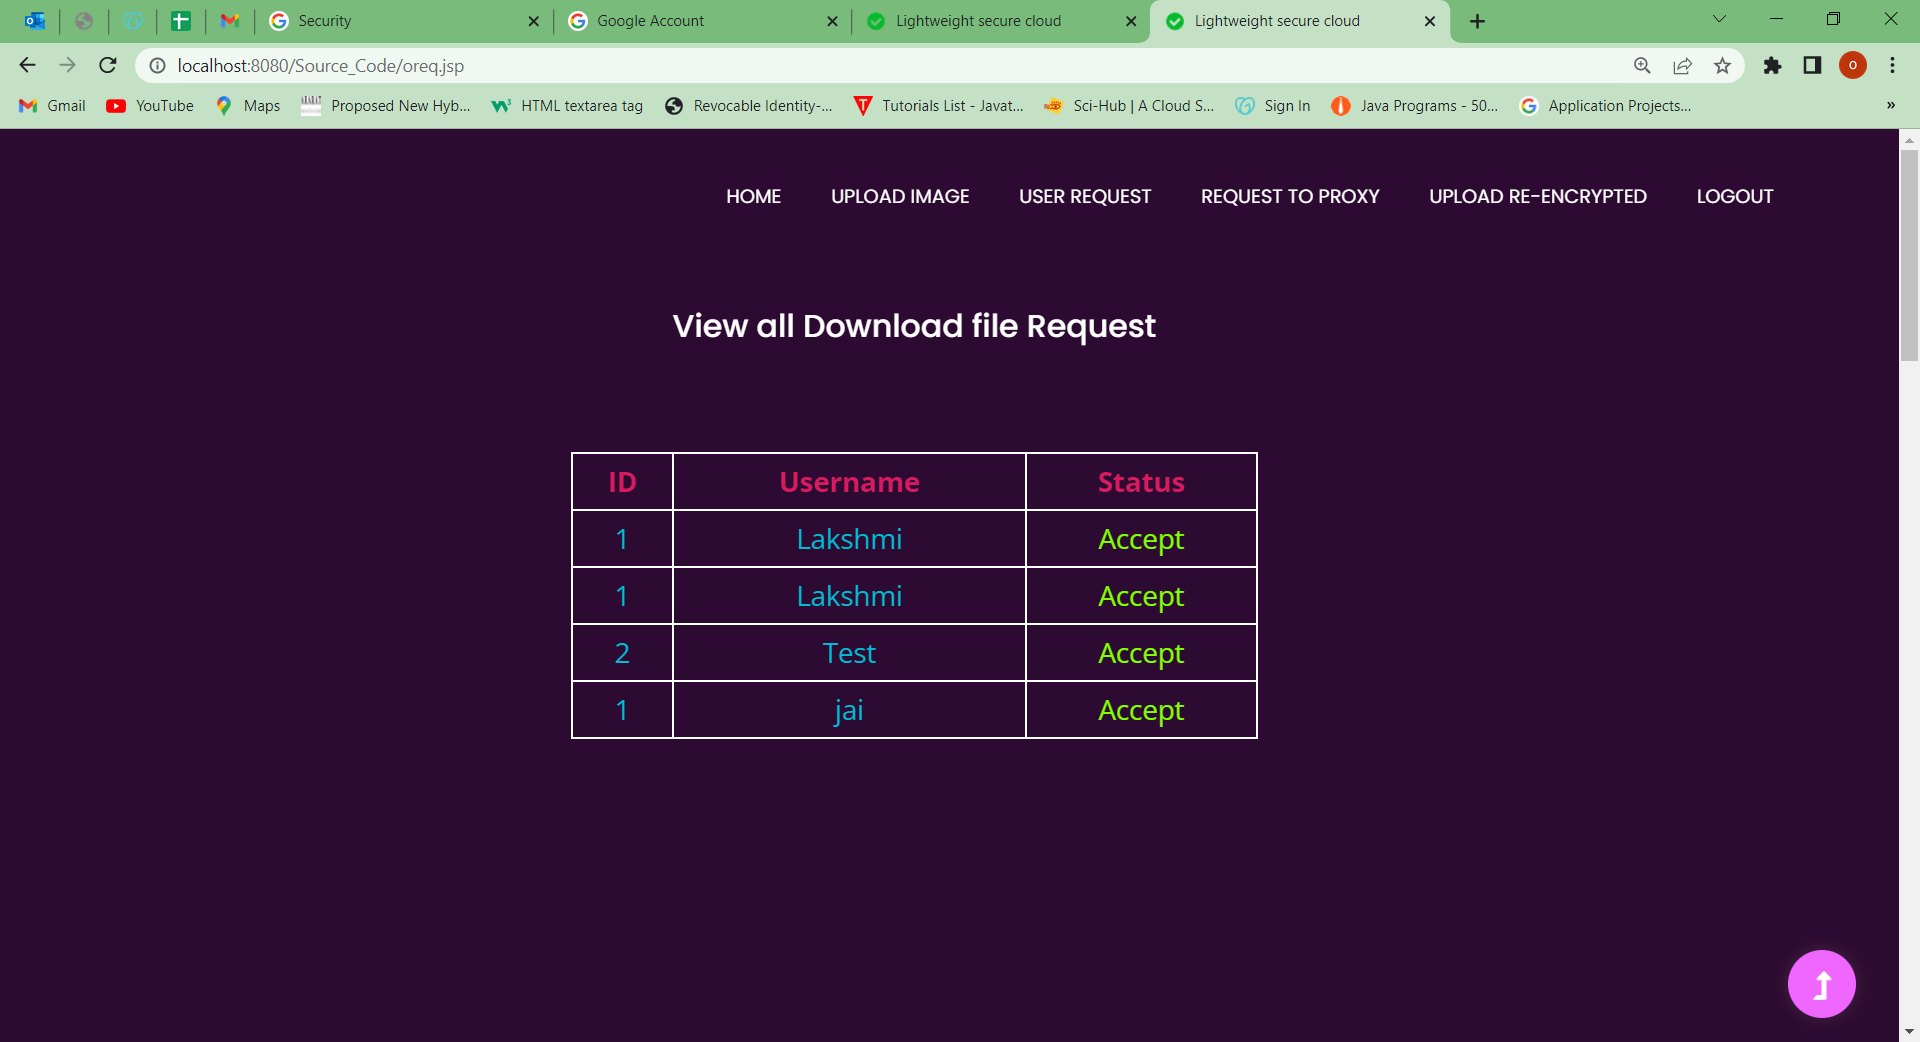 Security
Google Account
Lightweight secure cloud
Lightweight secure cloud
localhost:8080/Source_Code/oreq.jsp
o
Gmail
YouTube
Maps
Proposed New Hyb...
HTML textarea tag
Revocable Identity-...
Tutorials List - Javat...
Sci-Hub | A Cloud S...
Sign In
Java Programs - 50...
Application Projects...
»
HOME
UPLOAD IMAGE
USER REQUEST
REQUEST TO PROXY
UPLOAD RE-ENCRYPTED
LOGOUT
View all Download file Request
ID Username Status
1 Lakshmi Accept
1 Lakshmi Accept
2 Test Accept
1 jai Accept